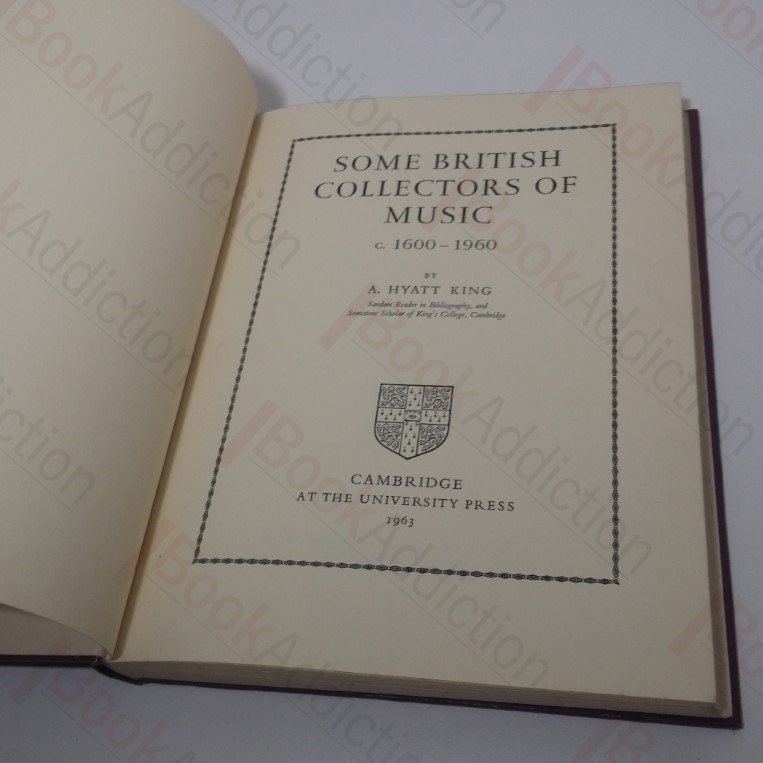 SOME BRITISH
COLLECTORS OF
MUSIC
c. 1600–1960
BY
A. HYATT KING
Sandars Reader in Bibliography, and
Sometime Scholar of King's College, Cambridge
CAMBRIDGE
AT THE UNIVERSITY PRESS
1963
BookAddiction